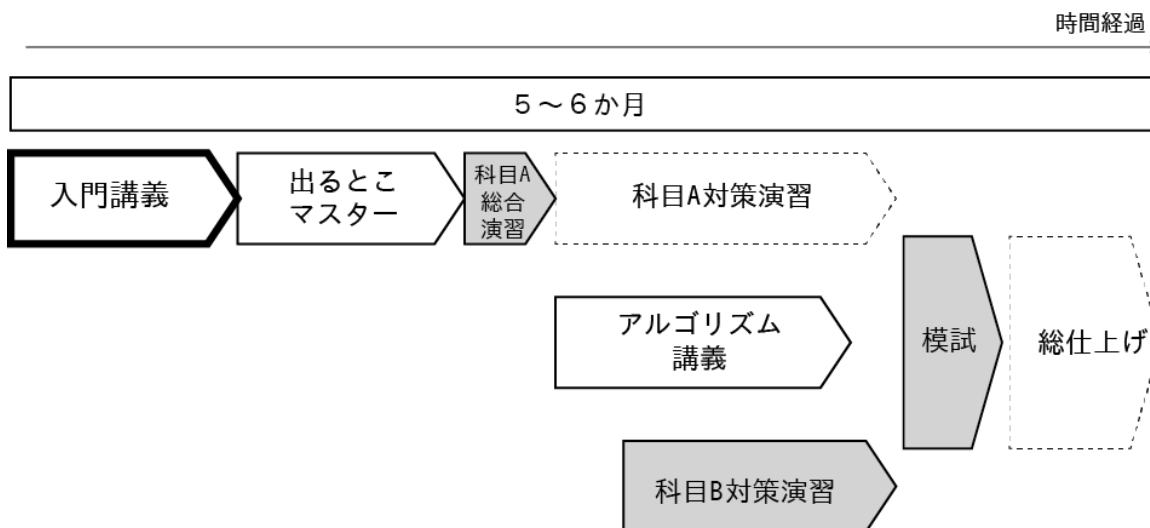 時間経過
５～６か月
入門講義
出るとこ
マスター
科目A
総合
演習
科目A対策演習
アルゴリズム
講義
模試
総仕上げ
科目B対策演習